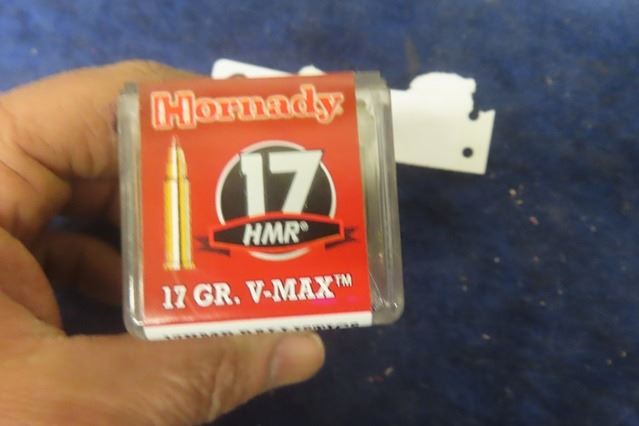 Hornady
17
HMR®
17 GR. V-MAX™